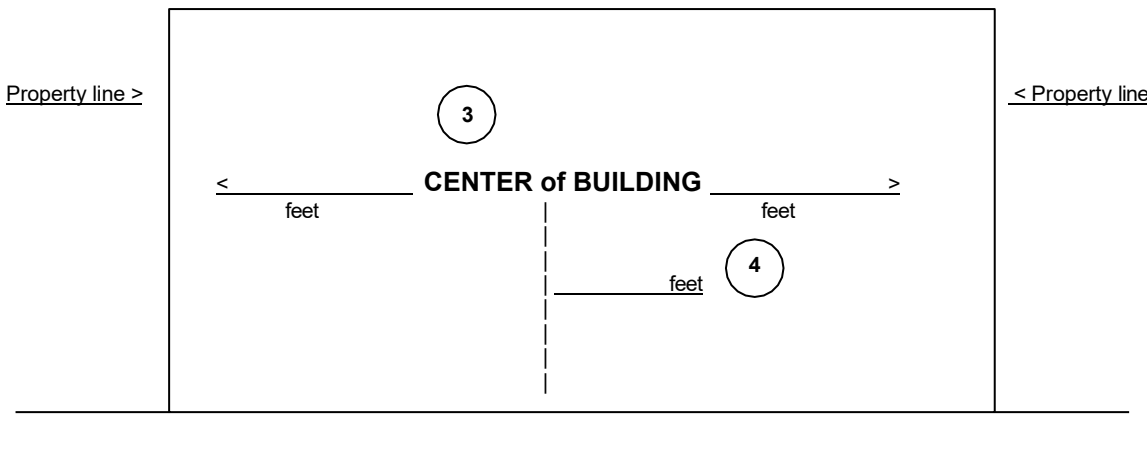 Property line > < Property line
3
< CENTER of BUILDING >
feet feet
4
feet